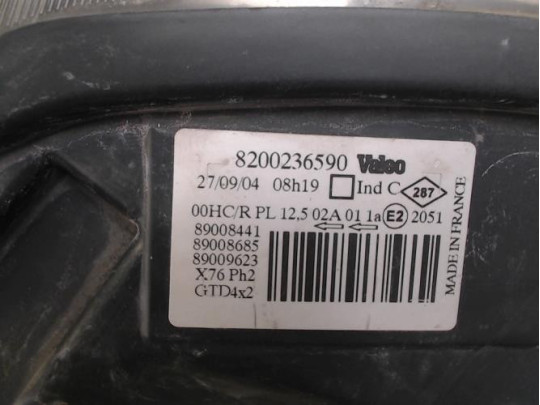 8200236590 Valeo
27/09/04 08h19 Ind C 287
00HC/R PL 12,5 02A 01 1a E2 2051
89008441
89008685
89009623
X76 Ph2
GTD4x2
MADE IN FRANCE